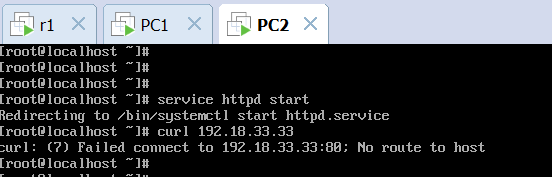 r1 PC1 PC2
[root@localhost ~]#
[root@localhost ~]#
[root@localhost ~]#
[root@localhost ~]# service httpd start
Redirecting to /bin/systemctl start httpd.service
[root@localhost ~]# curl 192.18.33.33
curl: (7) Failed connect to 192.18.33.33:80; No route to host
[root@localhost ~]#
[root@localhost ~]#